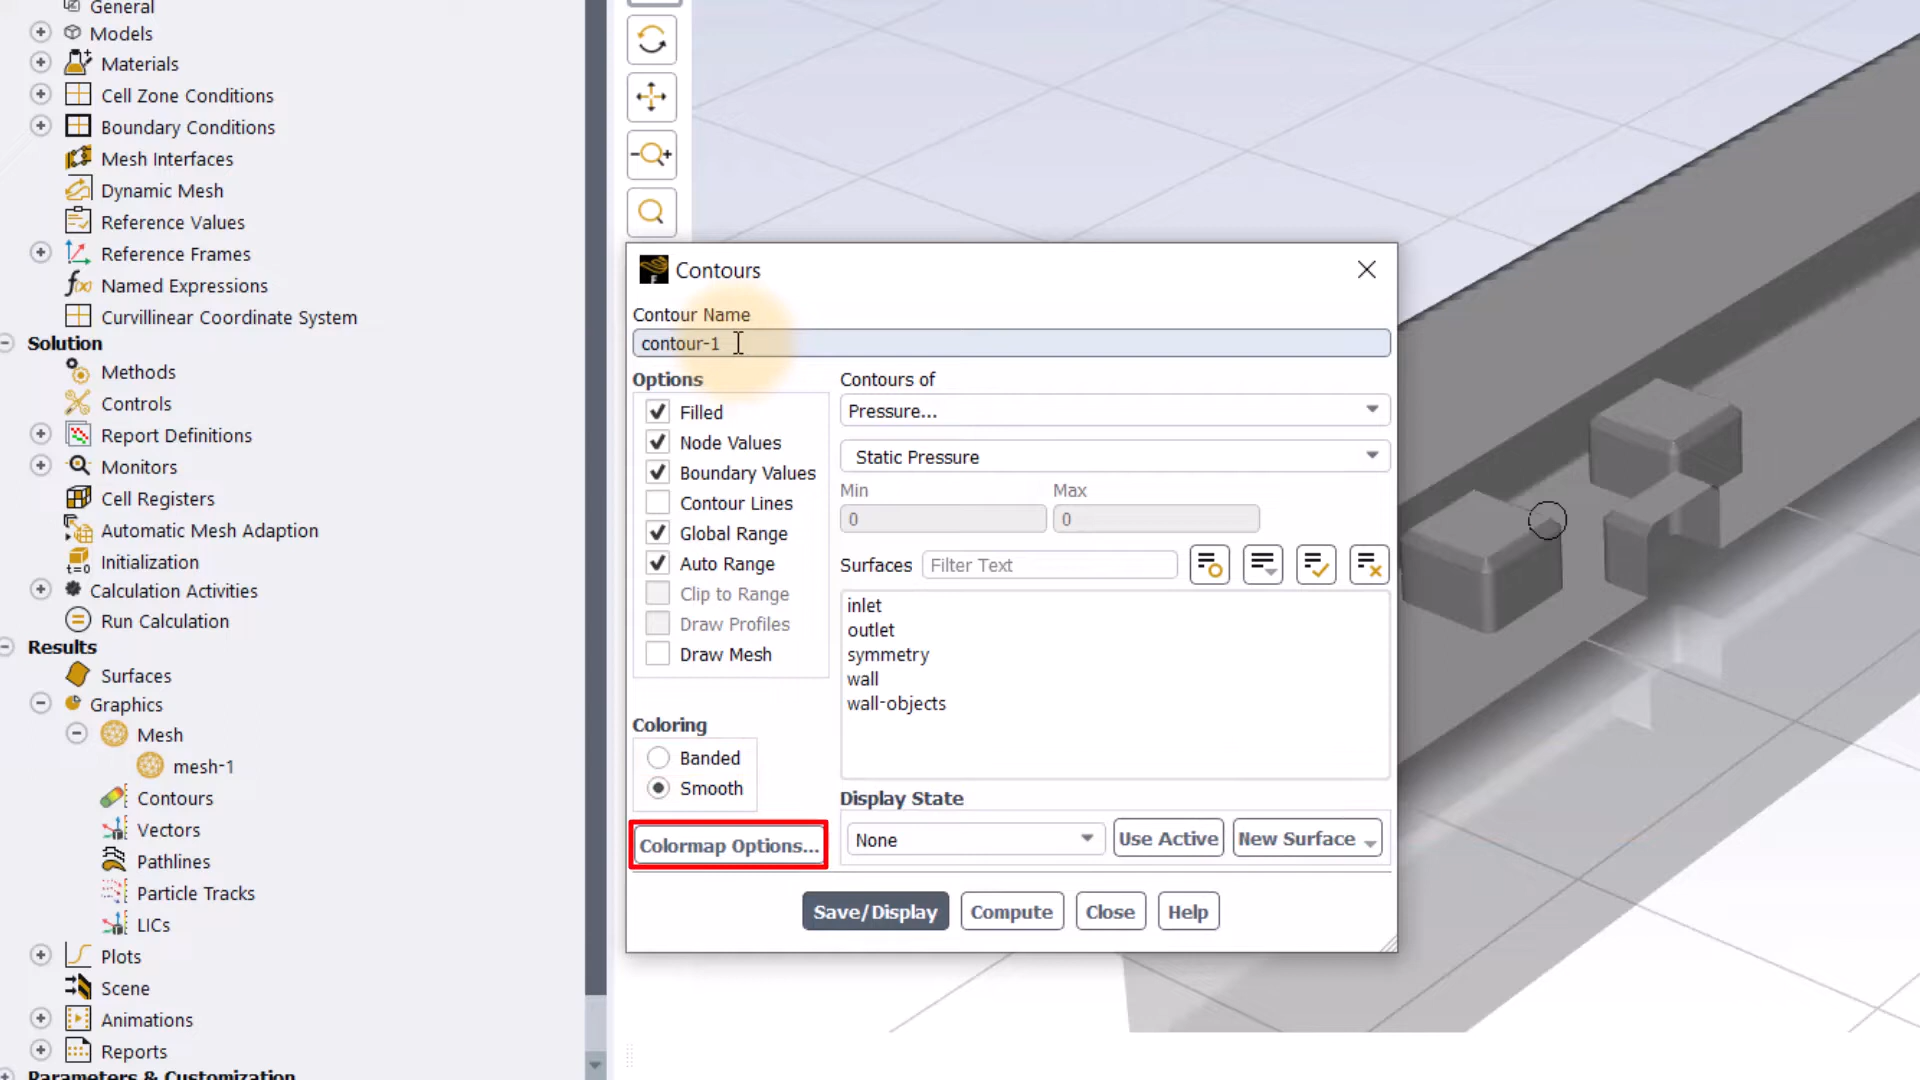 General
Models
Materials
Cell Zone Conditions
Boundary Conditions
Mesh Interfaces
Dynamic Mesh
Reference Values
Reference Frames
f(x) Named Expressions
Curvillinear Coordinate System
Solution
Methods
Controls
Report Definitions
Monitors
Cell Registers
Automatic Mesh Adaption
t=0 Initialization
Calculation Activities
Run Calculation
Results
Surfaces
Graphics
Mesh
mesh-1
Contours
Vectors
Pathlines
Particle Tracks
LICs
Plots
Scene
Animations
Reports
Parameters & Customization
F Contours
Contour Name
contour-1
Options
Filled
Node Values
Boundary Values
Contour Lines
Global Range
Auto Range
Clip to Range
Draw Profiles
Draw Mesh
Coloring
Banded
Smooth
Colormap Options...
Contours of
Pressure...
Static Pressure
Min Max
0 0
Surfaces Filter Text
inlet
outlet
symmetry
wall
wall-objects
Display State
None Use Active New Surface
Save/Display Compute Close Help